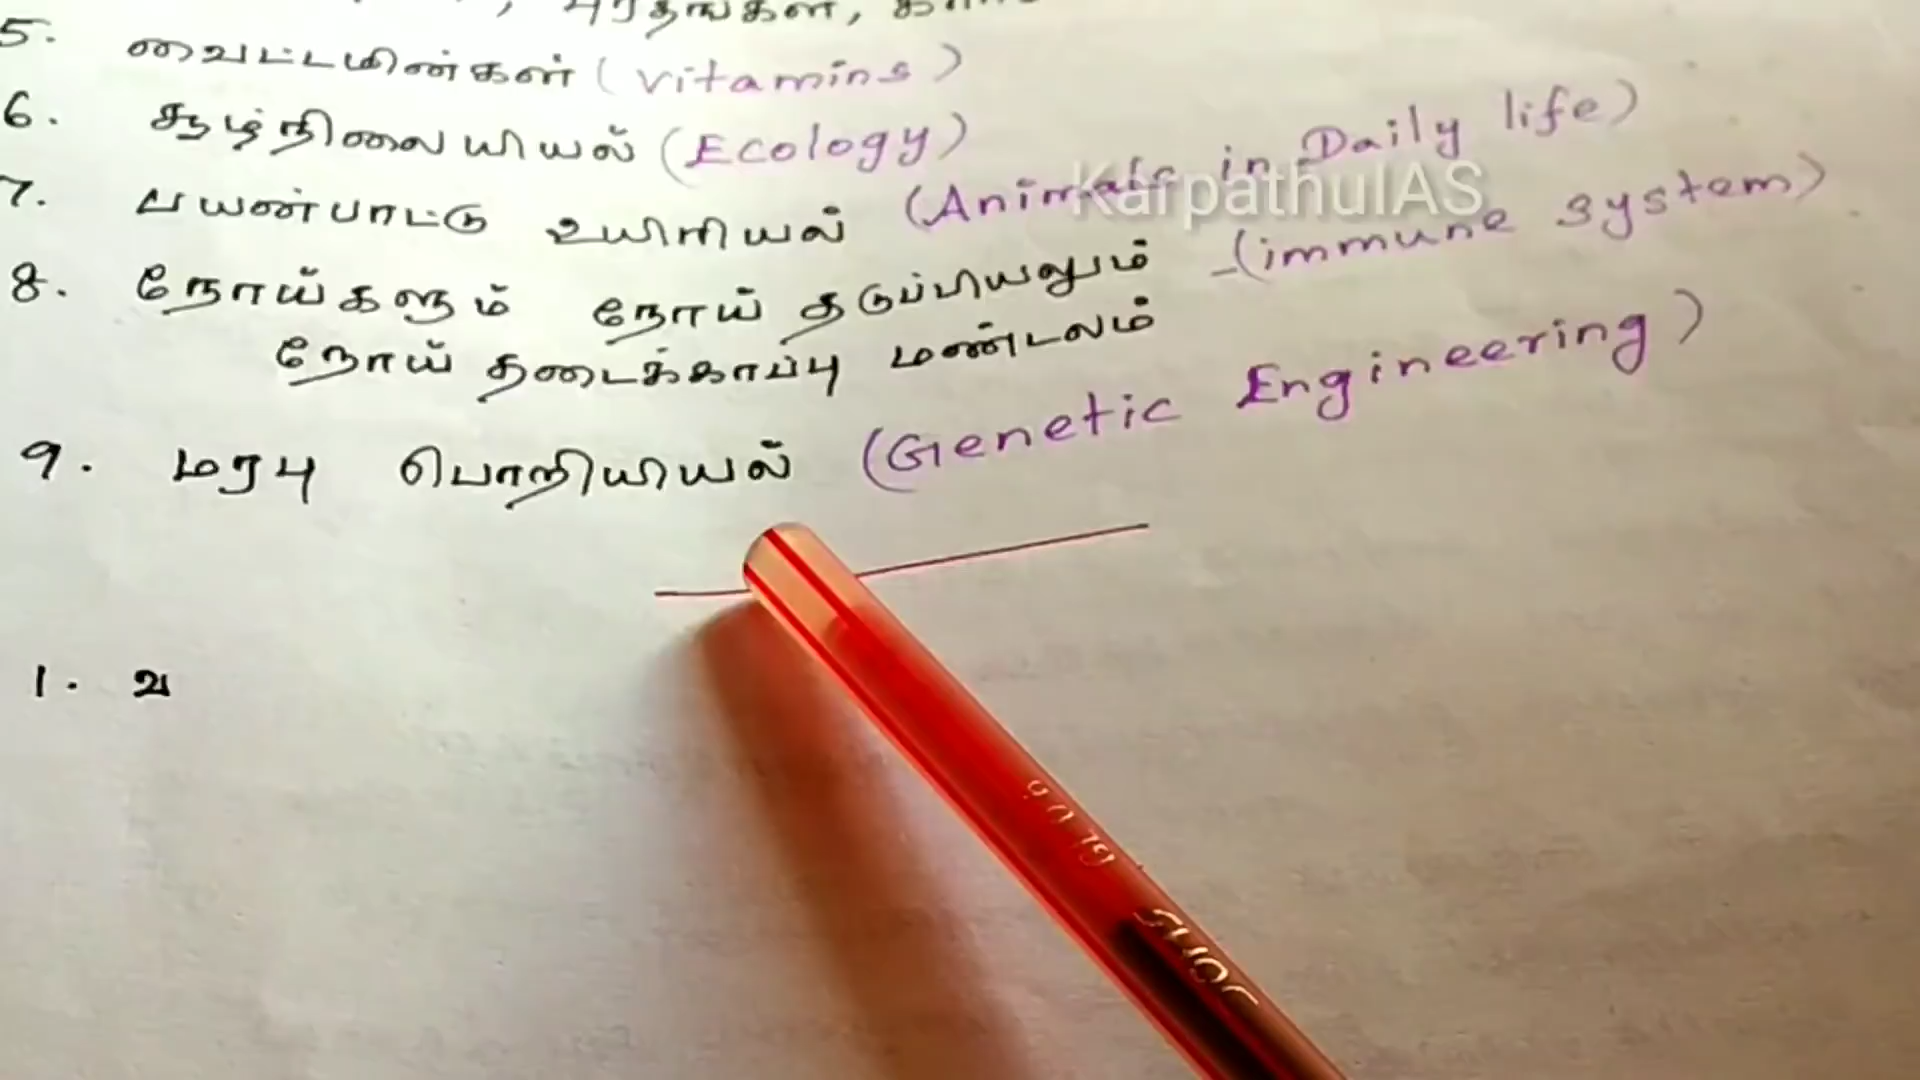 5. வைட்டமின்கள் (Vitamins)
6. சூழ்நிலையியல் (Ecology)
7. பயன்பாட்டு உயிரியல் (Animals in Daily life)
KarpathuIAS
8. நோய்களும் நோய் தடுப்பியலும் - (immune system)
நோய் தடைக்காப்பு மண்டலம்
9. மரபு பொறியியல் (Genetic Engineering)
1. வ